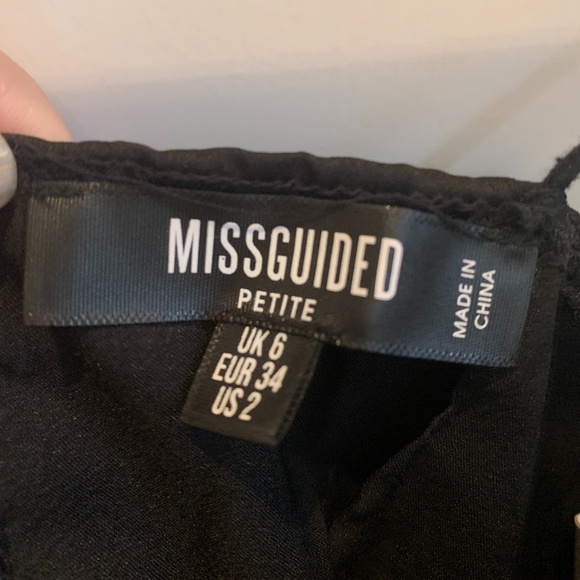 MISSGUIDED
PETITE
MADE IN
CHINA
UK 6
EUR 34
US 2